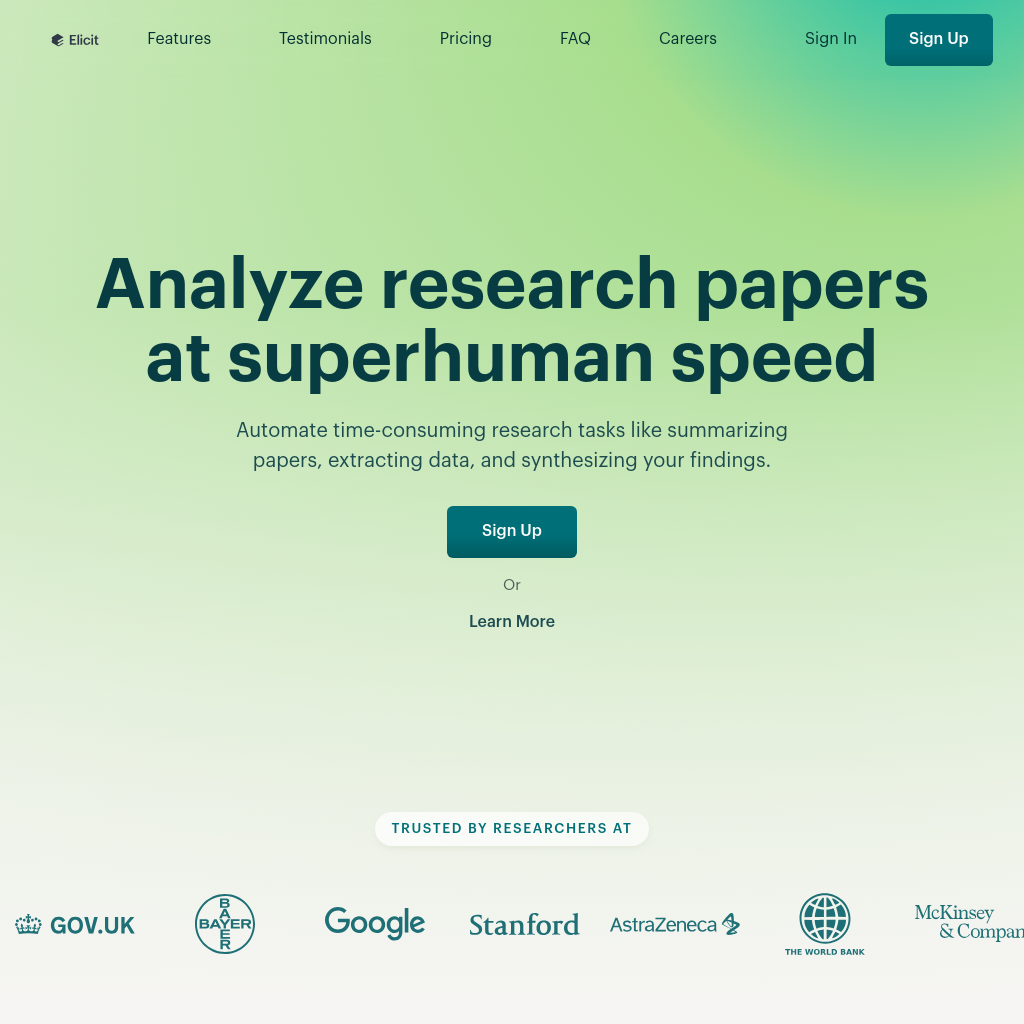 Elicit
Features
Testimonials
Pricing
FAQ
Careers
Sign In
Sign Up
Analyze research papers
at superhuman speed
Automate time-consuming research tasks like summarizing
papers, extracting data, and synthesizing your findings.
Sign Up
Or
Learn More
TRUSTED BY RESEARCHERS AT
GOV.UK
BAYER
BAYER
Google
Stanford
AstraZeneca
THE WORLD BANK
McKinsey
& Compan